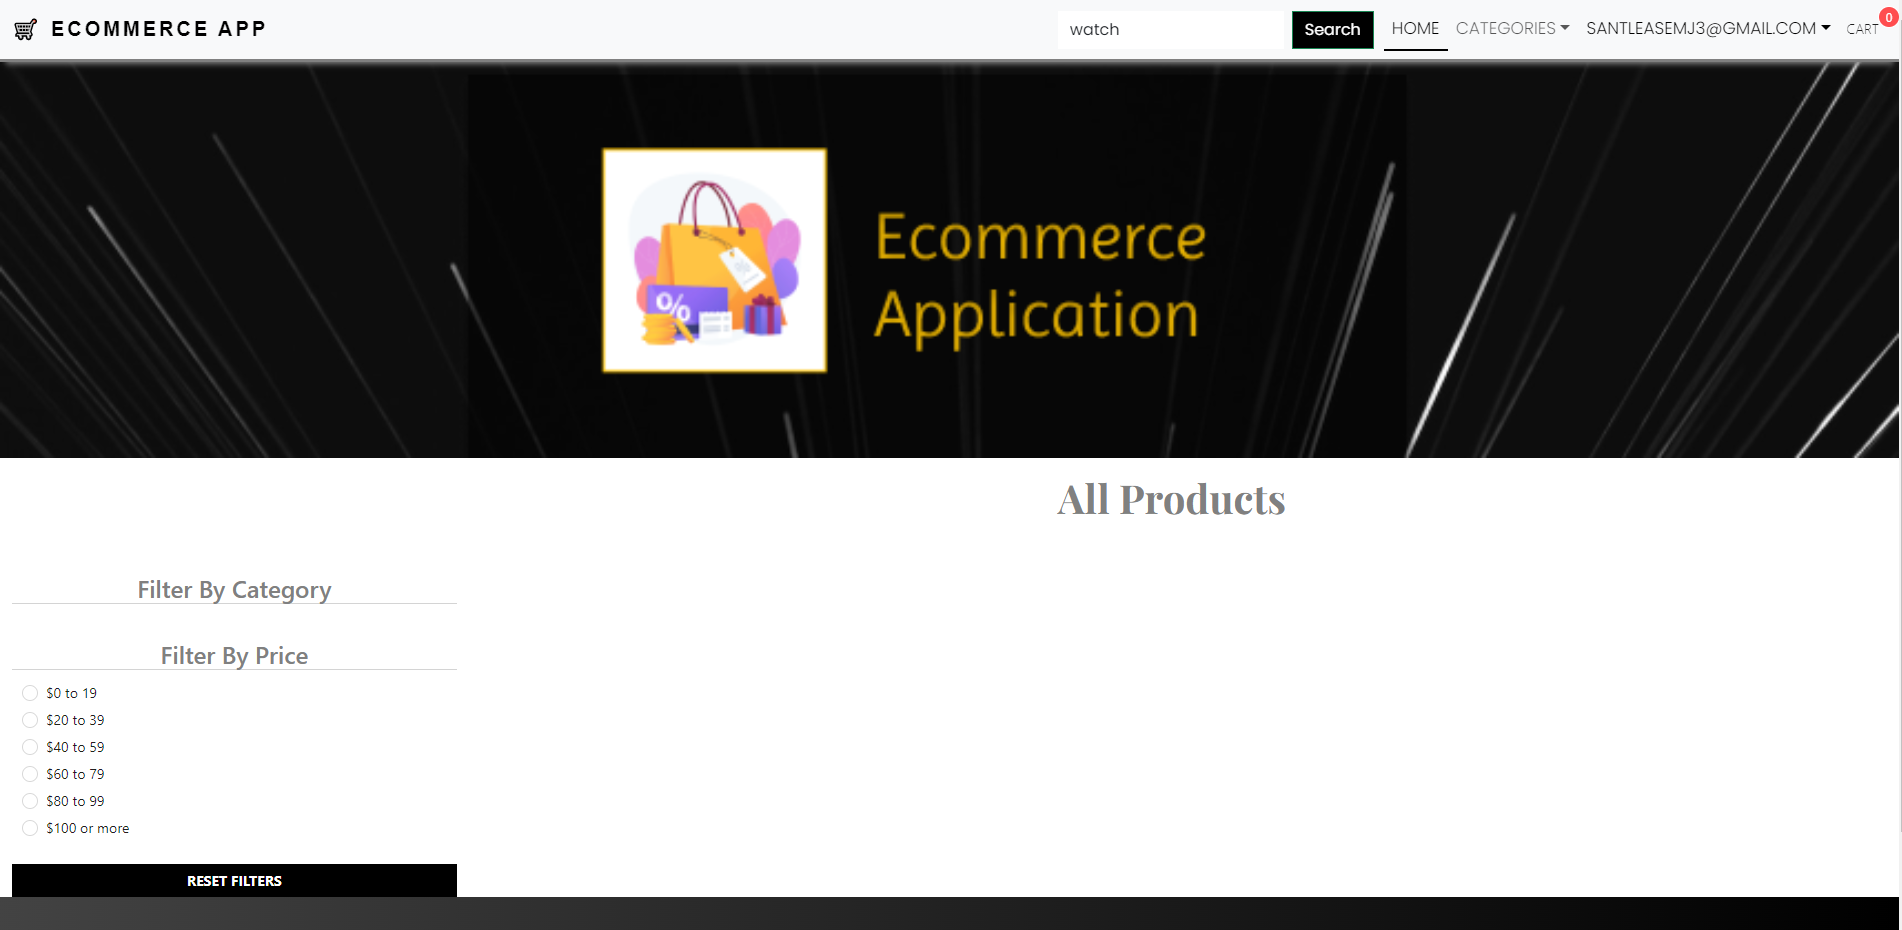 ECOMMERCE APP
watch
Search
HOME
CATEGORIES
SANTLEASEMJ3@GMAIL.COM
CART
0
%
Ecommerce
Application
All Products
Filter By Category
Filter By Price
$0 to 19
$20 to 39
$40 to 59
$60 to 79
$80 to 99
$100 or more
RESET FILTERS